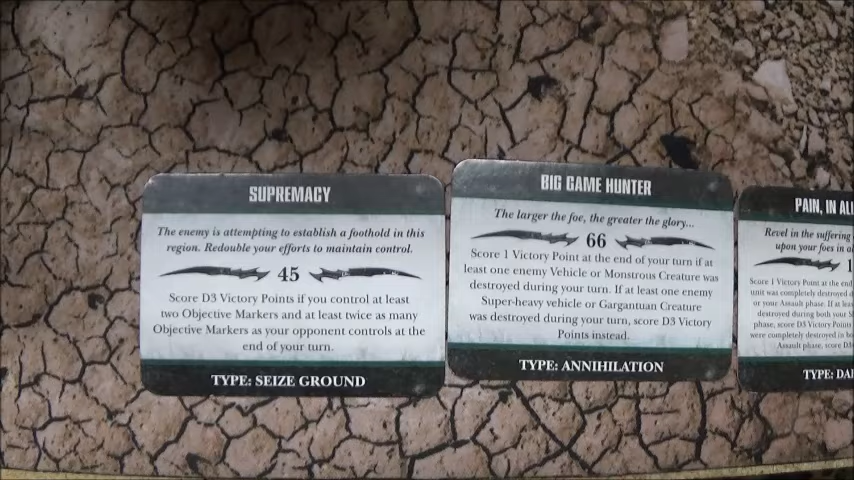 SUPREMACY
The enemy is attempting to establish a foothold in this
region. Redouble your efforts to maintain control.
45
Score D3 Victory Points if you control at least
two Objective Markers and at least twice as many
Objective Markers as your opponent controls at the
end of your turn.
TYPE: SEIZE GROUND
BIG GAME HUNTER
The larger the foe, the greater the glory...
66
Score 1 Victory Point at the end of your turn if at
least one enemy Vehicle or Monstrous Creature was
destroyed during your turn. If at least one enemy
Super-heavy vehicle or Gargantuan Creature
was destroyed during your turn, score D3 Victory
Points instead.
TYPE: ANNIHILATION
PAIN, IN
Revel in the suffering
upon your foes in
1
Score 1 Victory Point at the end
unit was completely destroyed
or your Assault phase. If at
destroyed during both your
phase, score D3 Victory Points
were completely destroyed
Assault phase, score
TYPE: